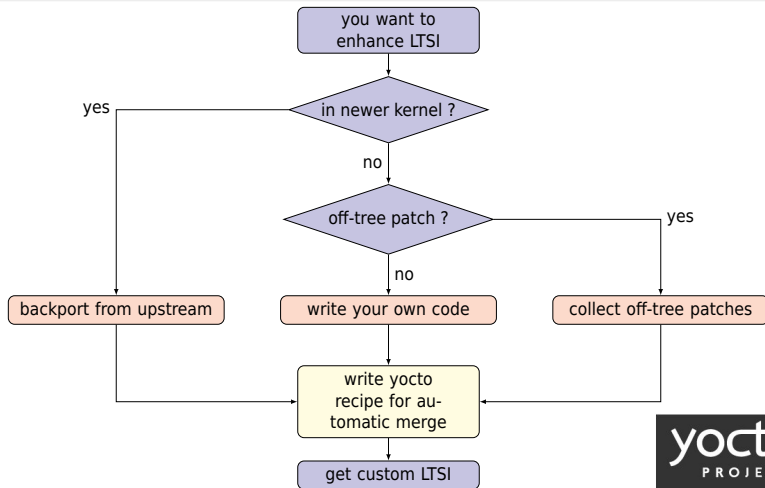 you want to
enhance LTSI
yes
in newer kernel ?
no
off-tree patch ?
yes
no
backport from upstream
write your own code
collect off-tree patches
write yocto
recipe for au-
tomatic merge
get custom LTSI
yoct
PROJE